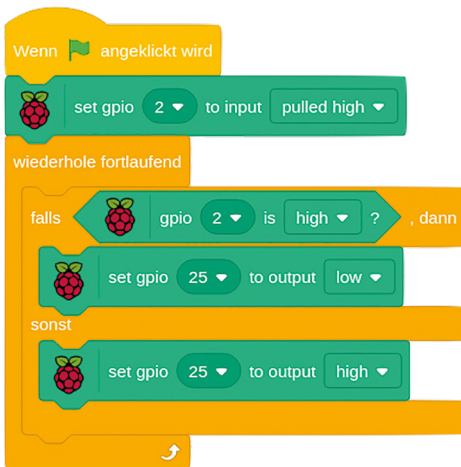 Wenn angeklickt wird
set gpio 2 to input pulled high
wiederhole fortlaufend
falls gpio 2 is high ? , dann
set gpio 25 to output low
sonst
set gpio 25 to output high